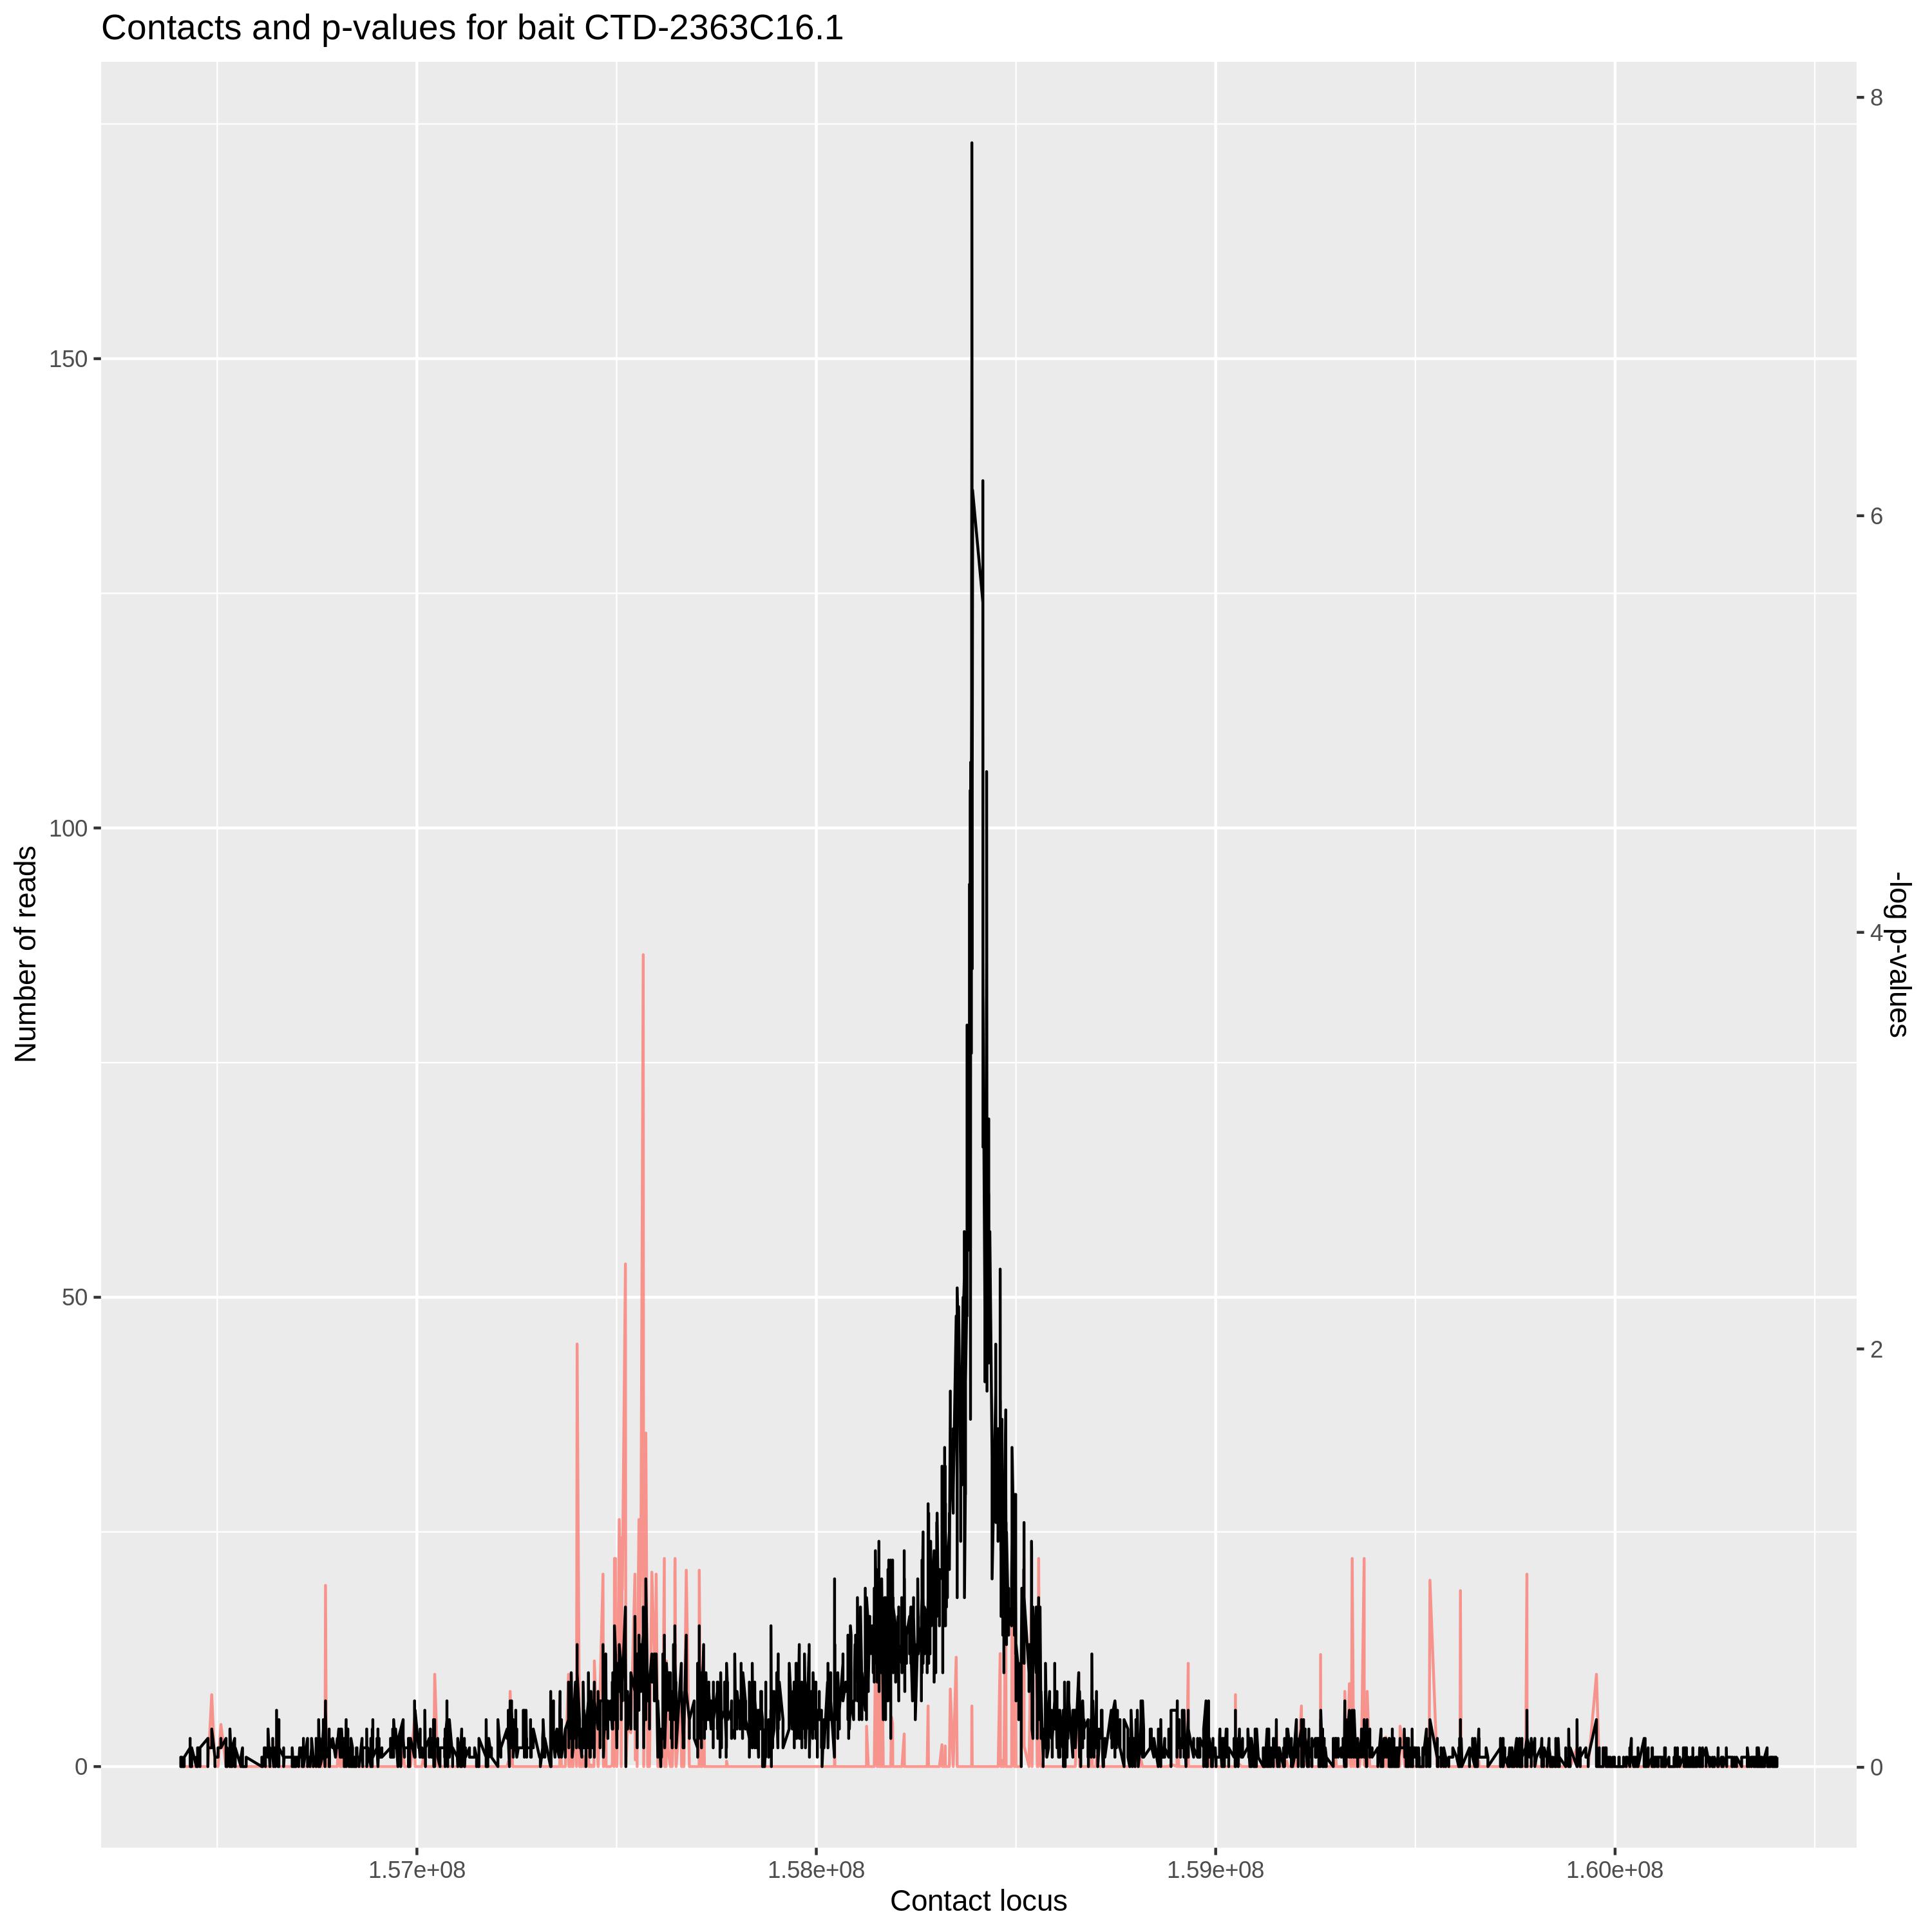 Contacts and p-values for bait CTD-2363C16.1
Number of reads
150
100
50
0
8
6
4
2
0
-log p-values
1.57e+08
1.58e+08
1.59e+08
1.60e+08
Contact locus